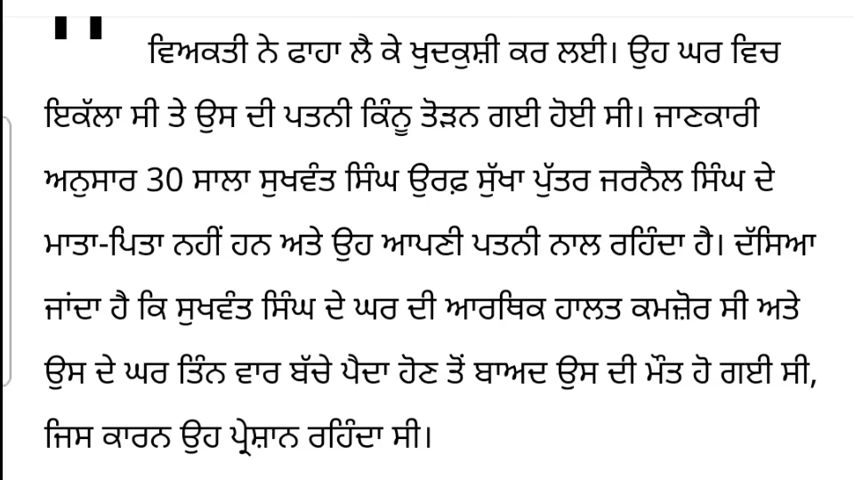 ਵਿਅਕਤੀ ਨੇ ਫਾਹਾ ਲੈ ਕੇ ਖੁਦਕੁਸ਼ੀ ਕਰ ਲਈ। ਉਹ ਘਰ ਵਿਚ
ਇਕੱਲਾ ਸੀ ਤੇ ਉਸ ਦੀ ਪਤਨੀ ਕਿੰਨੂ ਤੋੜਨ ਗਈ ਹੋਈ ਸੀ। ਜਾਣਕਾਰੀ
ਅਨੁਸਾਰ 30 ਸਾਲਾ ਸੁਖਵੰਤ ਸਿੰਘ ਉਰਫ਼ ਸੁੱਖਾ ਪੁੱਤਰ ਜਰਨੈਲ ਸਿੰਘ ਦੇ
ਮਾਤਾ-ਪਿਤਾ ਨਹੀਂ ਹਨ ਅਤੇ ਉਹ ਆਪਣੀ ਪਤਨੀ ਨਾਲ ਰਹਿੰਦਾ ਹੈ। ਦੱਸਿਆ
ਜਾਂਦਾ ਹੈ ਕਿ ਸੁਖਵੰਤ ਸਿੰਘ ਦੇ ਘਰ ਦੀ ਆਰਥਿਕ ਹਾਲਤ ਕਮਜ਼ੋਰ ਸੀ ਅਤੇ
ਉਸ ਦੇ ਘਰ ਤਿੰਨ ਵਾਰ ਬੱਚੇ ਪੈਦਾ ਹੋਣ ਤੋਂ ਬਾਅਦ ਉਸ ਦੀ ਮੌਤ ਹੋ ਗਈ ਸੀ,
ਜਿਸ ਕਾਰਨ ਉਹ ਪ੍ਰੇਸ਼ਾਨ ਰਹਿੰਦਾ ਸੀ।